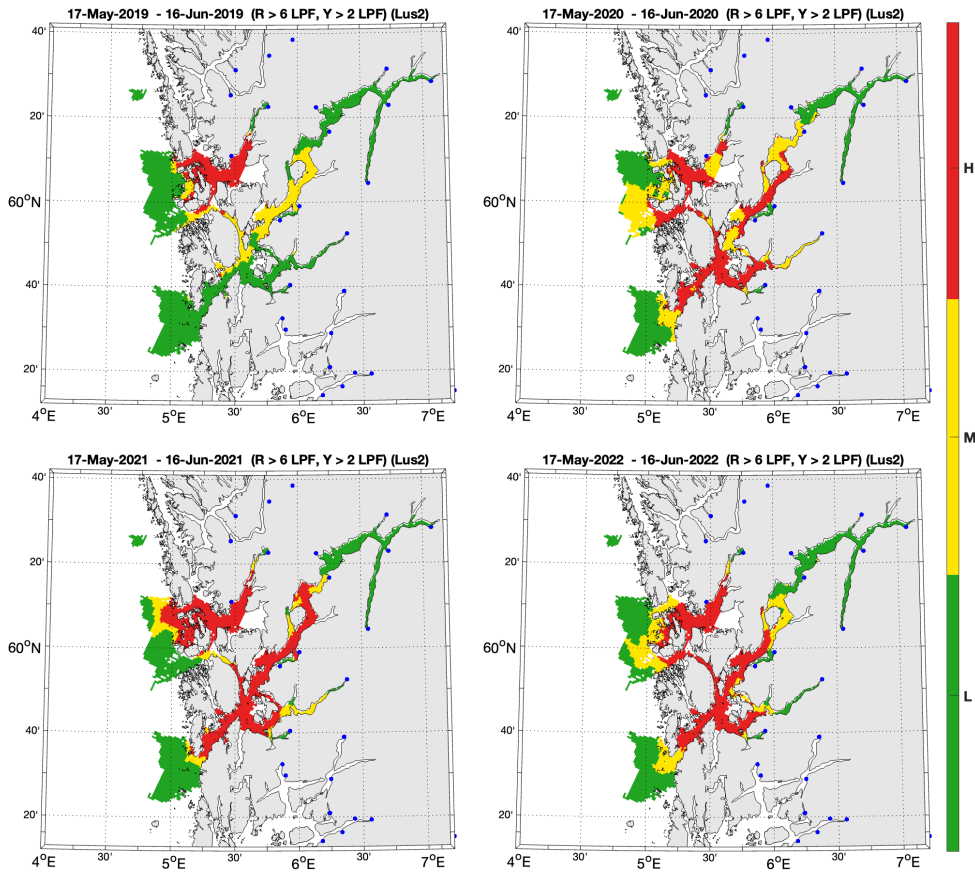 17-May-2019 - 16-Jun-2019 (R > 6 LPF, Y > 2 LPF) (Lus2)
40'
20'
60°N
40'
20'
4°E
30'
5°E
30'
6°E
30'
7°E
17-May-2020 - 16-Jun-2020 (R > 6 LPF, Y > 2 LPF) (Lus2)
40'
20'
60°N
40'
20'
4°E
30'
5°E
30'
6°E
30'
7°E
17-May-2021 - 16-Jun-2021 (R > 6 LPF, Y > 2 LPF) (Lus2)
40'
20'
60°N
40'
20'
4°E
30'
5°E
30'
6°E
30'
7°E
17-May-2022 - 16-Jun-2022 (R > 6 LPF, Y > 2 LPF) (Lus2)
40'
20'
60°N
40'
20'
4°E
30'
5°E
30'
6°E
30'
7°E
H
M
L